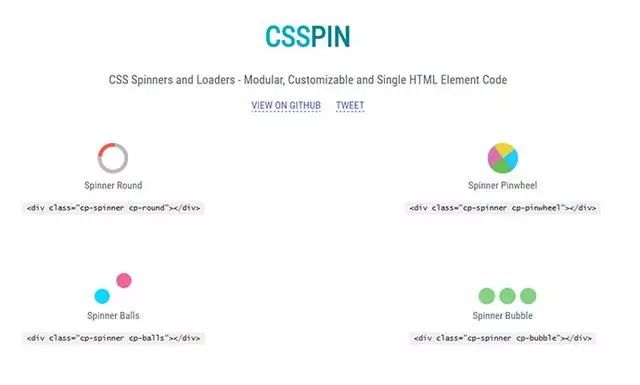 CSSPIN
CSS Spinners and Loaders - Modular, Customizable and Single HTML Element Code
VIEW ON GITHUB TWEET
Spinner Round
<div class="cp-spinner cp-round"></div>
Spinner Pinwheel
<div class="cp-spinner cp-pinwheel"></div>
Spinner Balls
<div class="cp-spinner cp-balls"></div>
Spinner Bubble
<div class="cp-spinner cp-bubble"></div>